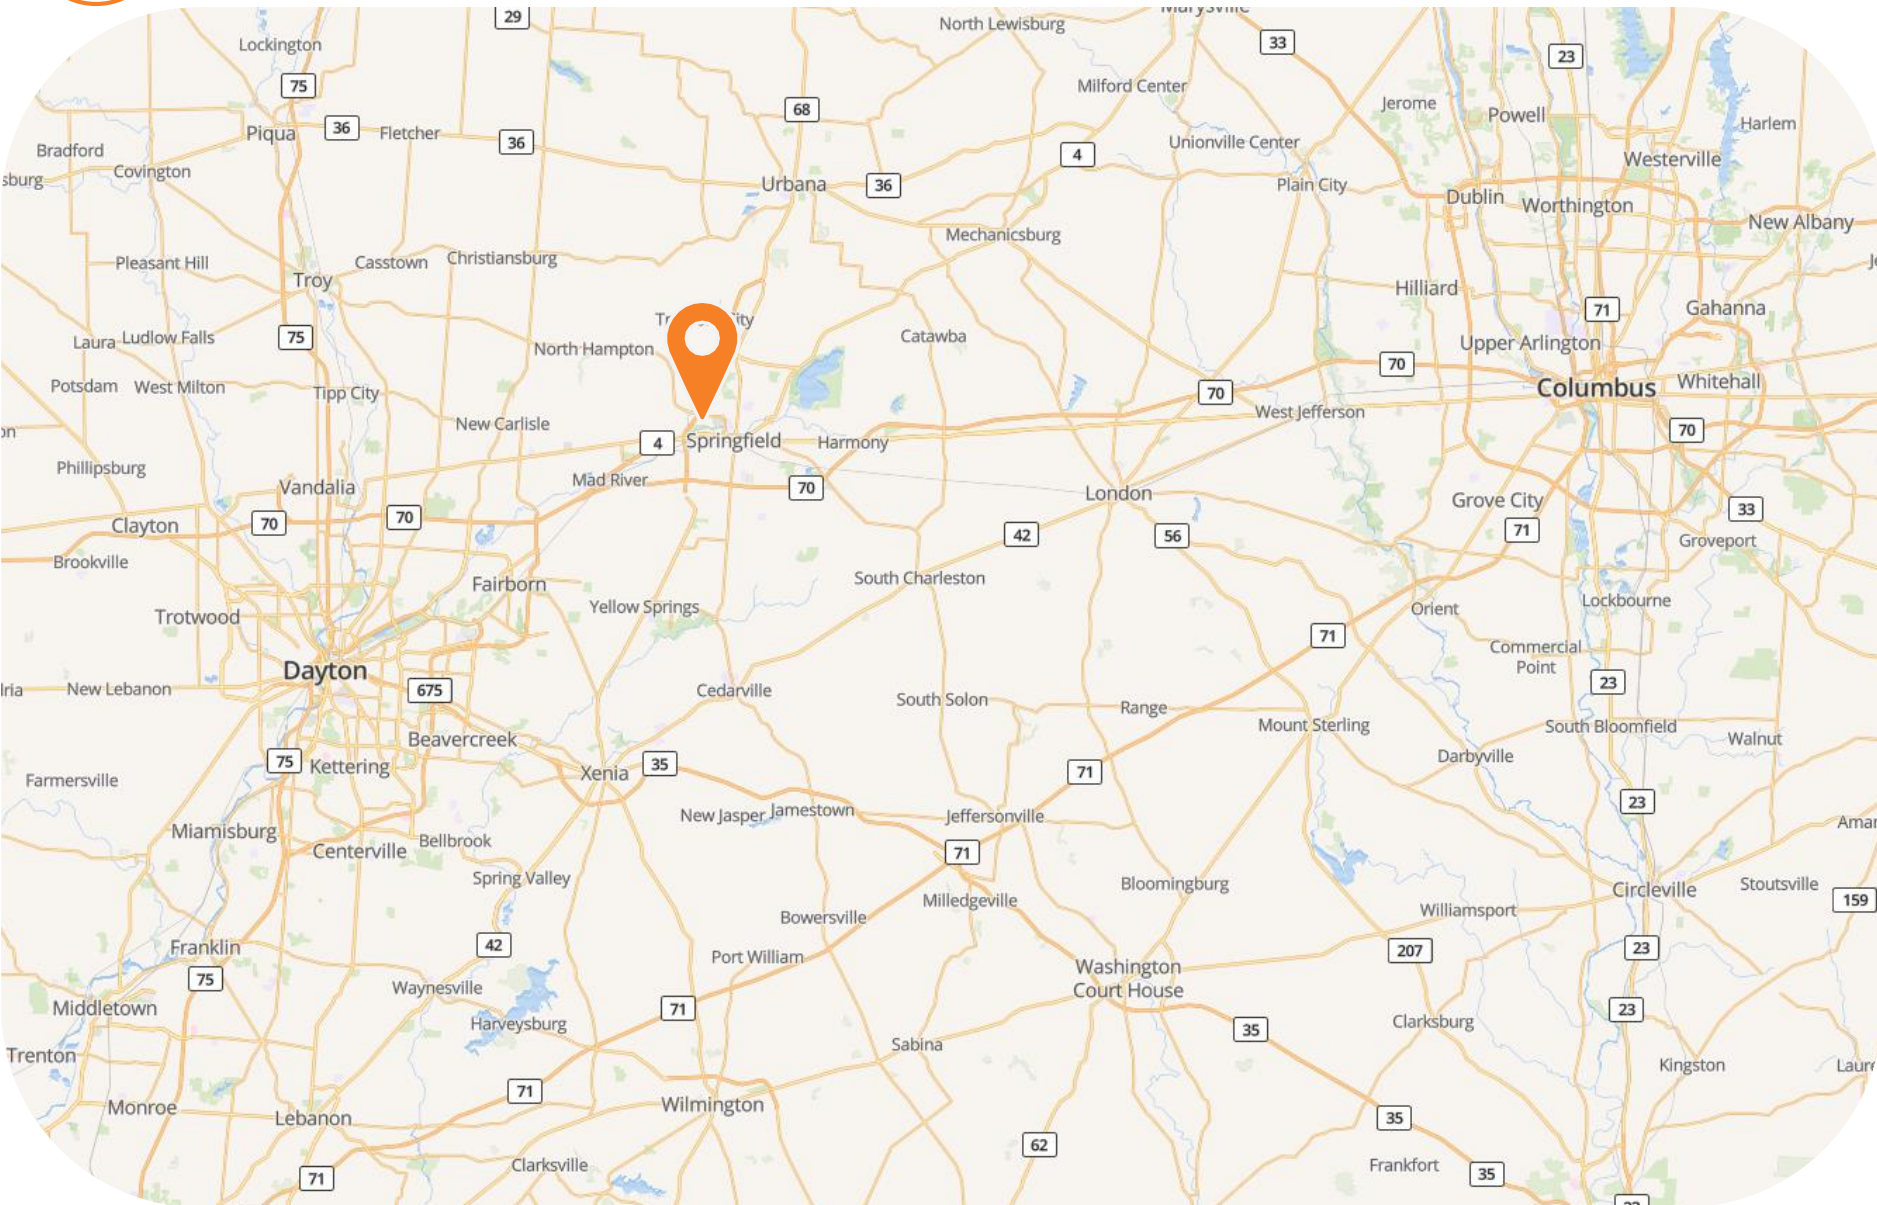 29
North Lewisburg
Marysville
33
23
Lockington
75
Milford Center
Jerome
Powell
68
Harlem
Piqua
36
Fletcher
36
4
Unionville Center
Bradford
Covington
sburg
Urbana
36
Plain City
Westerville
Dublin
Worthington
New Albany
Mechanicsburg
Pleasant Hill
Casstown
Christiansburg
Troy
Hilliard
71
Gahanna
75
Laura
Ludlow Falls
North Hampton
Catawba
Upper Arlington
70
Potsdam
West Milton
Tipp City
70
Columbus
Whitehall
New Carlisle
West Jefferson
70
on
4
Springfield
Harmony
Phillipsburg
Mad River
70
Vandalia
London
Grove City
33
Clayton
70
70
42
56
71
Groveport
Brookville
Fairborn
South Charleston
Trotwood
Yellow Springs
Orient
Lockbourne
71
Commercial
Point
Dayton
675
23
ria
New Lebanon
Cedarville
South Solon
Range
Mount Sterling
South Bloomfield
Walnut
Beavercreek
75
Kettering
Xenia
35
71
Darbyville
Farmersville
New Jasper
Jamestown
Jeffersonville
23
Amar
Miamisburg
Centerville
Bellbrook
71
Spring Valley
Milledgeville
Bloomingburg
Circleville
Stoutsville
159
Bowersville
Williamsport
Franklin
42
Port William
207
23
75
Waynesville
Washington
Court House
Middletown
71
Harveysburg
23
35
Clarksburg
Trenton
Sabina
Kingston
Laure
71
Monroe
Lebanon
Wilmington
35
62
71
Clarksville
Frankfort
35